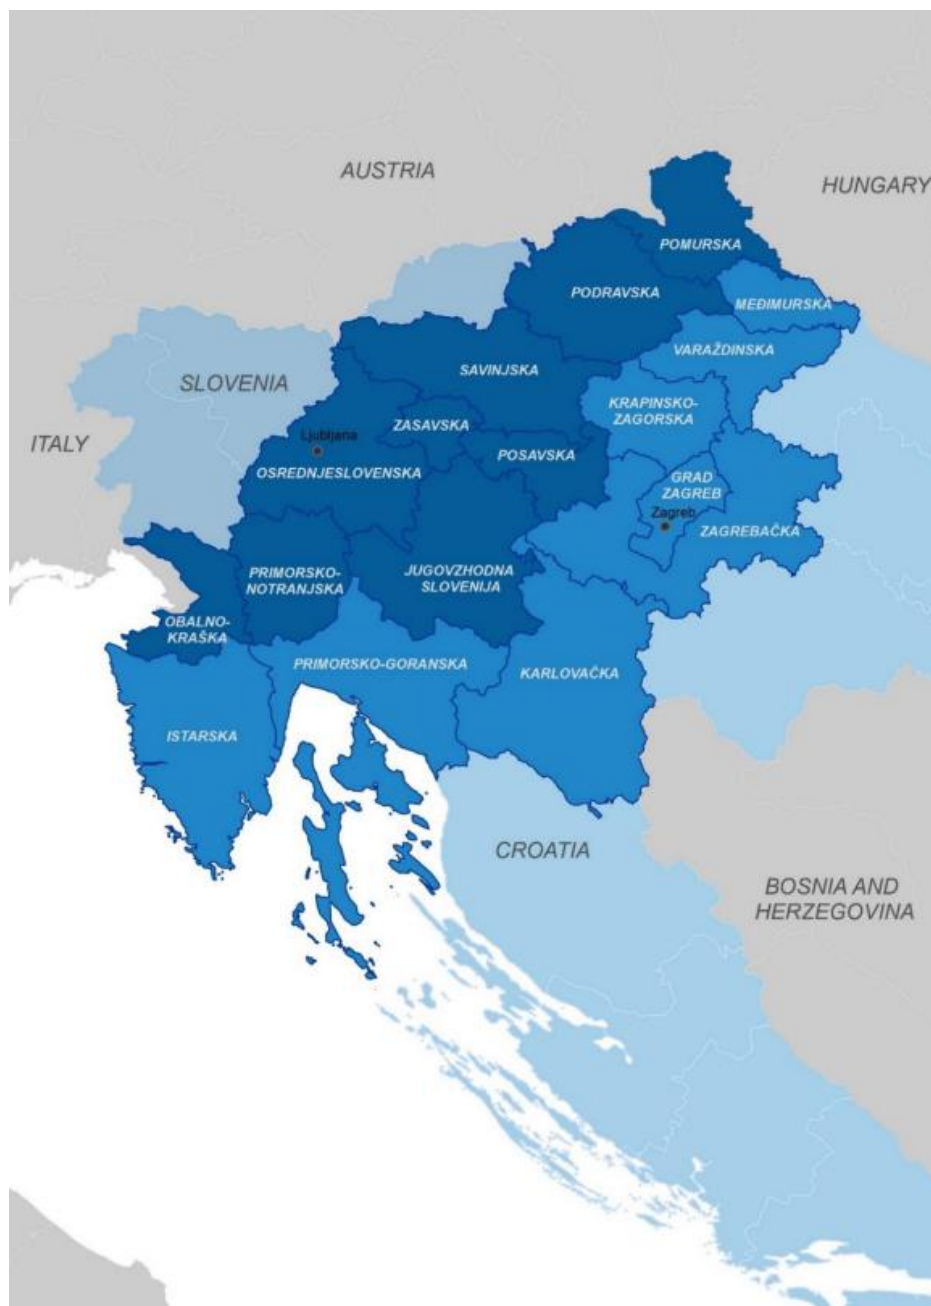 AUSTRIA
HUNGARY
POMURSKA
PODRAVSKA
MEĐIMURSKA
VARAŽDINSKA
SAVINJSKA
SLOVENIA
KRAPINSKO-
ZAGORSKA
ZASAVSKA
Ljubljana
ITALY
POSAVSKA
OSREDNJESLOVENSKA
GRAD
ZAGREB
Zagreb
ZAGREBAČKA
PRIMORSKO-
NOTRANJSKA
JUGOVZHODNA
SLOVENIJA
OBALNO-
KRAŠKA
PRIMORSKO-GORANSKA
KARLOVAČKA
ISTARSKA
CROATIA
BOSNIA AND
HERZEGOVINA